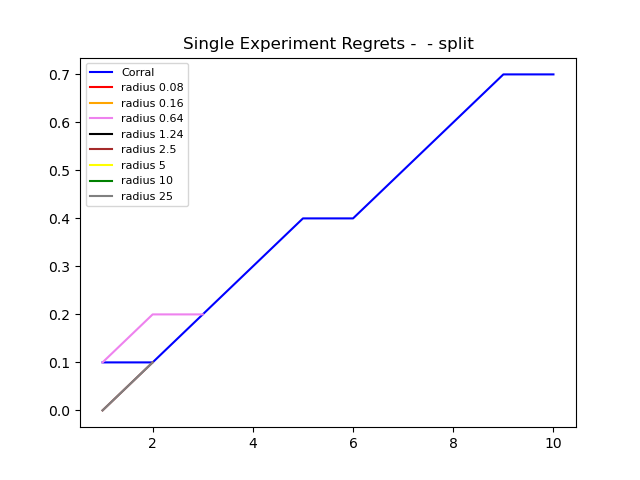 Single Experiment Regrets -  - split
Corral
radius 0.08
radius 0.16
radius 0.64
radius 1.24
radius 2.5
radius 5
radius 10
radius 25
0.7
0.6
0.5
0.4
0.3
0.2
0.1
0.0
2 4 6 8 10